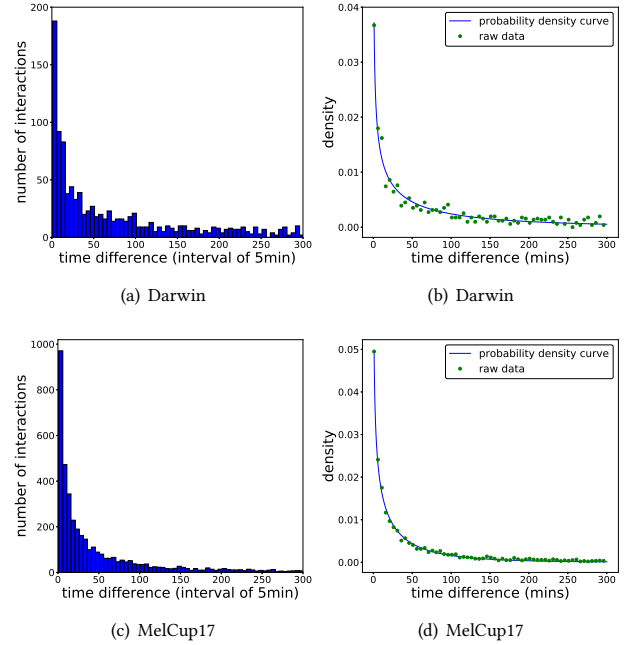 200
150
100
50
0
number of interactions
0 50 100 150 200 250 300
time difference (interval of 5min)
(a) Darwin
0.04
0.03
0.02
0.01
0.00
density
probability density curve
raw data
0 50 100 150 200 250 300
time difference (mins)
(b) Darwin
1000
800
600
400
200
0
number of interactions
0 50 100 150 200 250 300
time difference (interval of 5min)
(c) MelCup17
0.05
0.04
0.03
0.02
0.01
0.00
density
probability density curve
raw data
0 50 100 150 200 250 300
time difference (mins)
(d) MelCup17